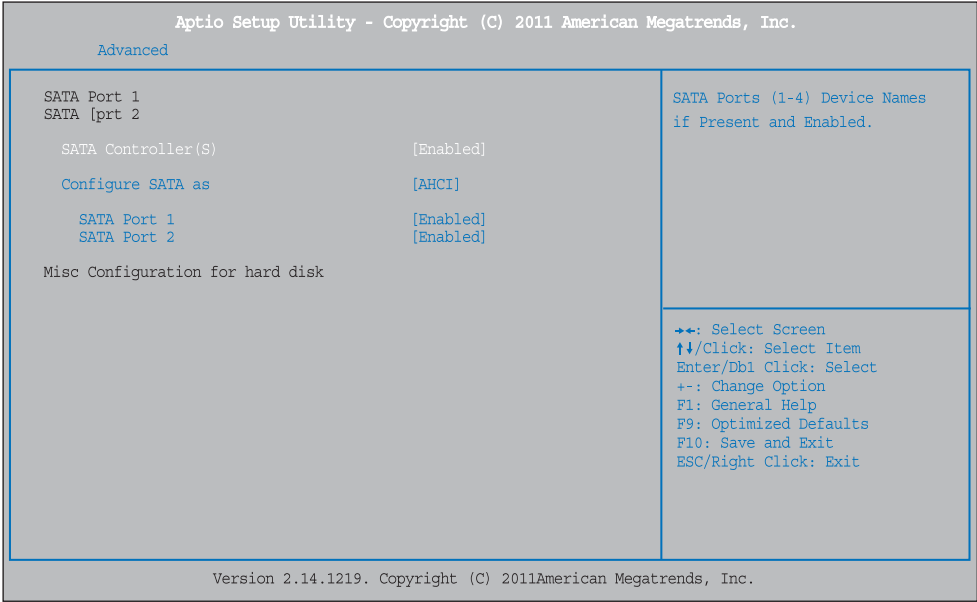 Aptio Setup Utility - Copyright (C) 2011 American Megatrends, Inc.
Advanced
SATA Port 1
SATA [prt 2
SATA Controller(S) [Enabled]
Configure SATA as [AHCI]
SATA Port 1 [Enabled]
SATA Port 2 [Enabled]
Misc Configuration for hard disk
SATA Ports (1-4) Device Names
if Present and Enabled.
→←: Select Screen
↑↓/Click: Select Item
Enter/Db1 Click: Select
+-: Change Option
F1: General Help
F9: Optimized Defaults
F10: Save and Exit
ESC/Right Click: Exit
Version 2.14.1219. Copyright (C) 2011American Megatrends, Inc.